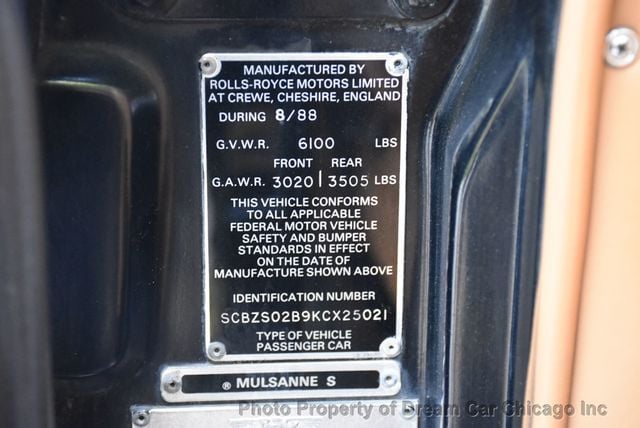 MANUFACTURED BY
ROLLS-ROYCE MOTORS LIMITED
AT CREWE, CHESHIRE, ENGLAND
DURING 8/88
G.V.W.R. 6100 LBS
FRONT REAR
G.A.W.R. 3020 | 3505 LBS
THIS VEHICLE CONFORMS
TO ALL APPLICABLE
FEDERAL MOTOR VEHICLE
SAFETY AND BUMPER
STANDARDS IN EFFECT
ON THE DATE OF
MANUFACTURE SHOWN ABOVE
IDENTIFICATION NUMBER
SCBZS02B9KCX25021
TYPE OF VEHICLE
PASSENGER CAR
® MULSANNE S
Photo Property of Dream Car Chicago Inc